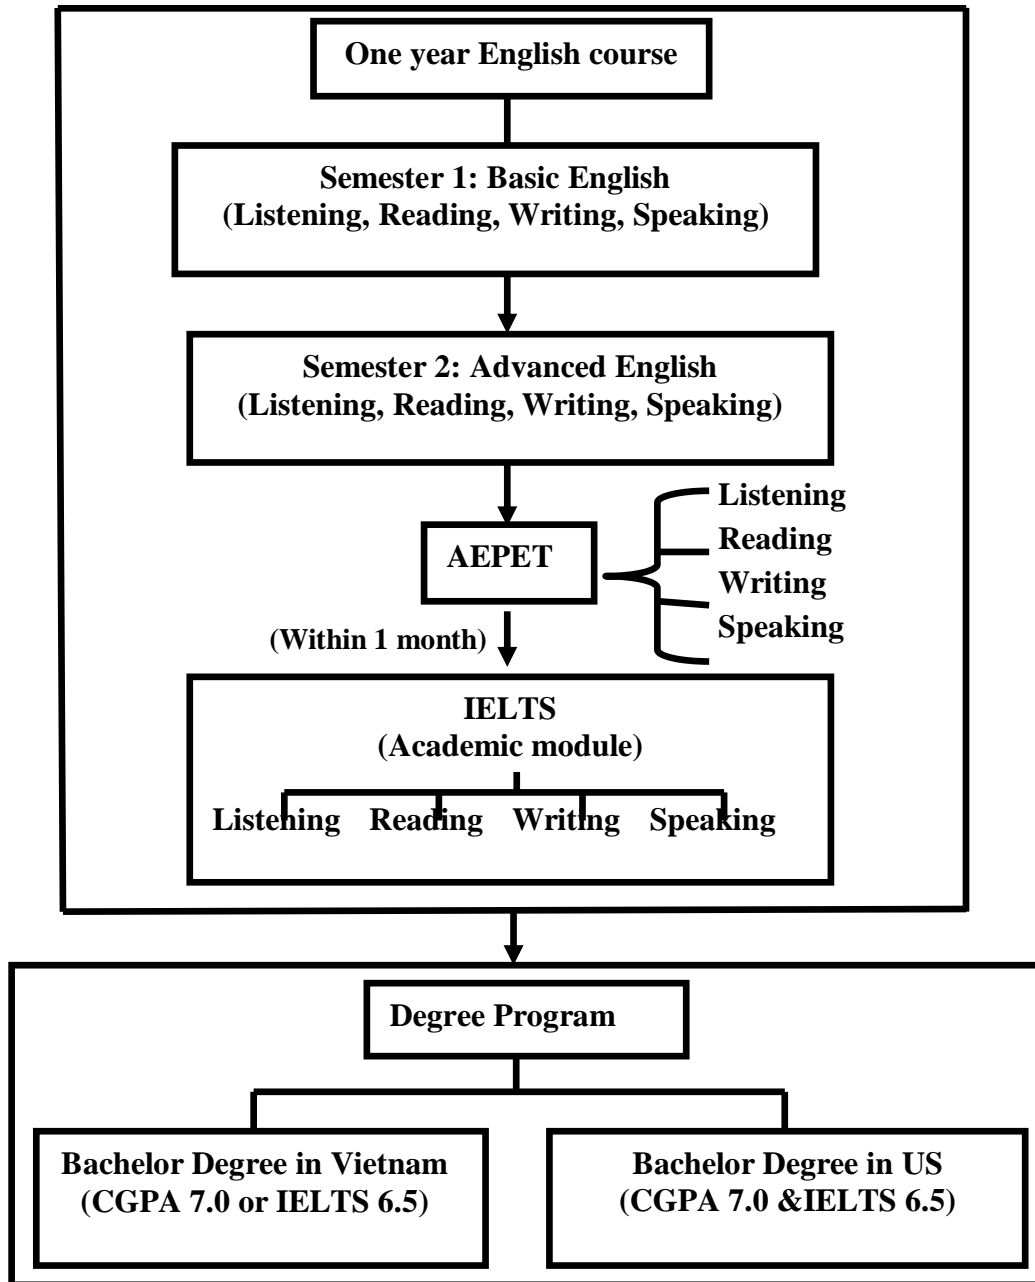 One year English course
Semester 1: Basic English
(Listening, Reading, Writing, Speaking)
Semester 2: Advanced English
(Listening, Reading, Writing, Speaking)
AEPET
Listening
Reading
Writing
Speaking
(Within 1 month)
IELTS
(Academic module)
Listening Reading Writing Speaking
Degree Program
Bachelor Degree in Vietnam
(CGPA 7.0 or IELTS 6.5)
Bachelor Degree in US
(CGPA 7.0 &IELTS 6.5)